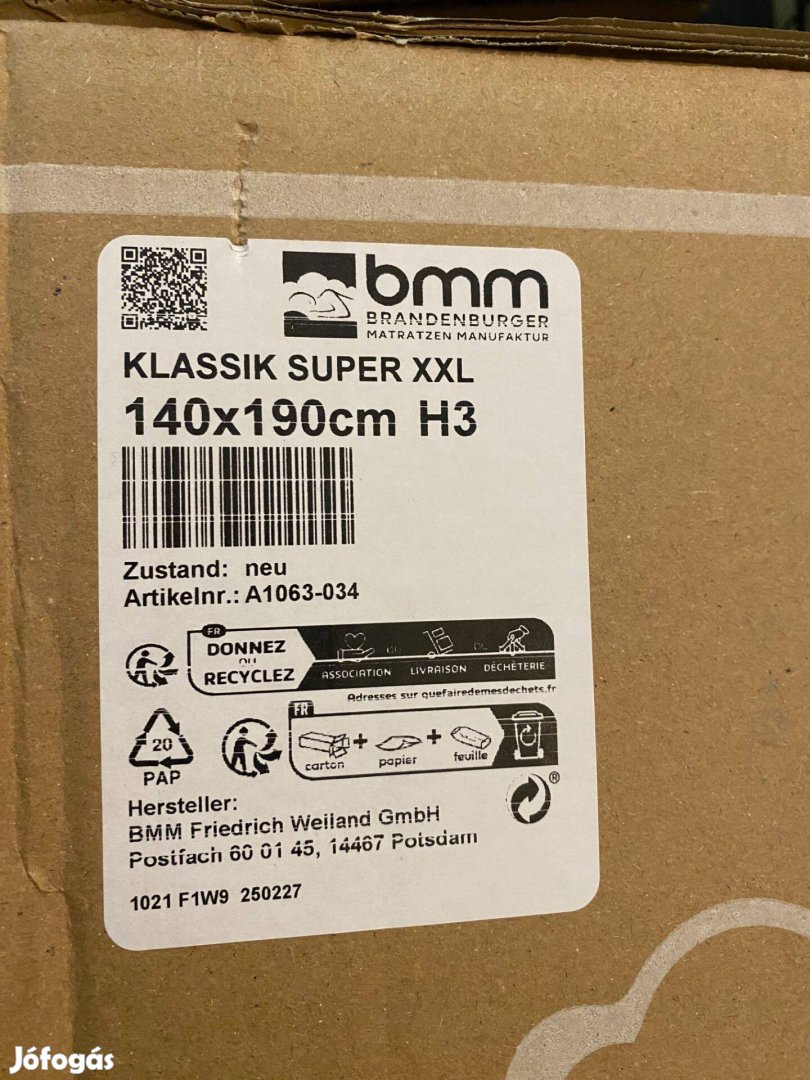 bmm
BRANDENBURGER
MATRATZEN MANUFAKTUR
KLASSIK SUPER XXL
140x190cm H3
Zustand: neu
Artikelnr.: A1063-034
FR
DONNEZ
OU
RECYCLEZ
ASSOCIATION
OU
LIVRAISON
OU
DÉCHÈTERIE
Adresses sur quefairedemesdechets.fr
FR
carton + papier + feuille
20
PAP
®
Hersteller:
BMM Friedrich Weiland GmbH
Postfach 60 01 45, 14467 Potsdam
1021 F1W9 250227
Jófogás